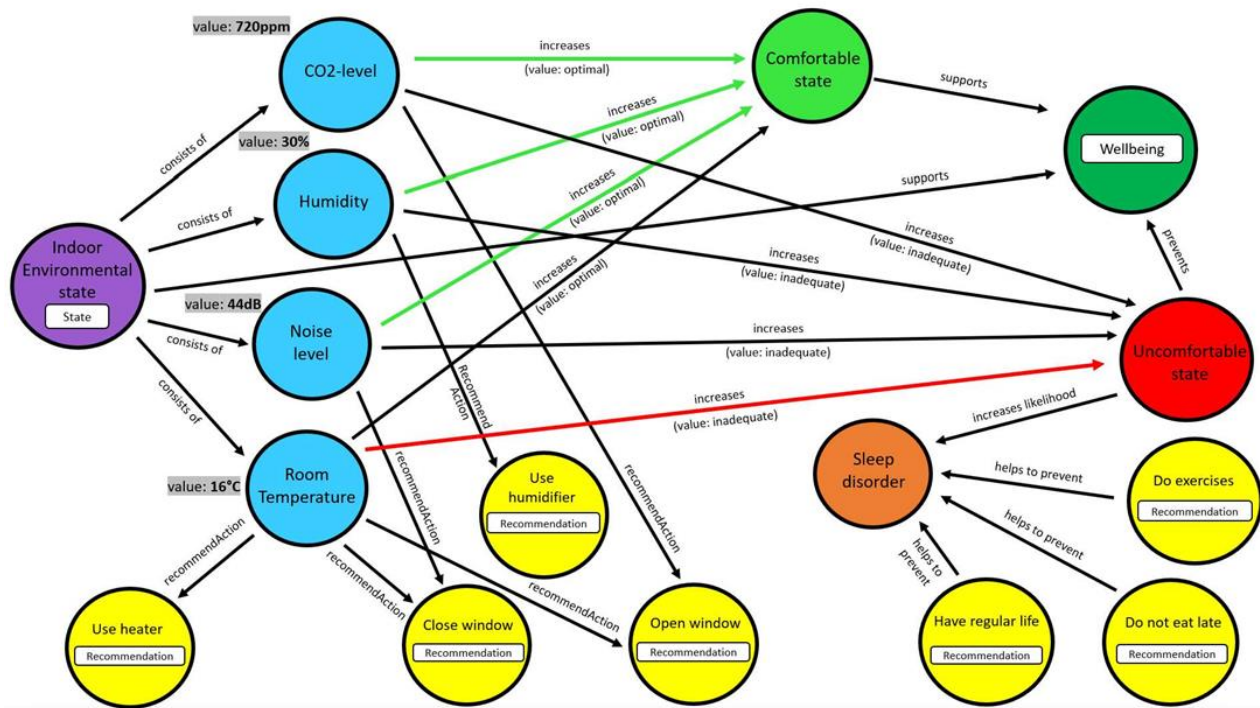 value: 720ppm
CO2-level
increases
(value: optimal)
Comfortable
state
supports
Wellbeing
consists of
value: 30%
Humidity
increases
(value: optimal)
consists of
increases
(value: optimal)
supports
Indoor
Environmental
state
State
increases
(value: optimal)
increases
(value: inadequate)
increases
(value: inadequate)
prevents
value: 44dB
Noise
level
consists of
increases
(value: inadequate)
Uncomfortable
state
consists of
Recommend
Action
increases
(value: inadequate)
increases likelihood
value: 16°C
Room
Temperature
recommendAction
Use
humidifier
Recommendation
recommendAction
Sleep
disorder
helps to prevent
Do exercises
Recommendation
recommendAction
recommendAction
recommendAction
helps to
prevent
helps to prevent
Use heater
Recommendation
Close window
Recommendation
Open window
Recommendation
Have regular life
Recommendation
Do not eat late
Recommendation